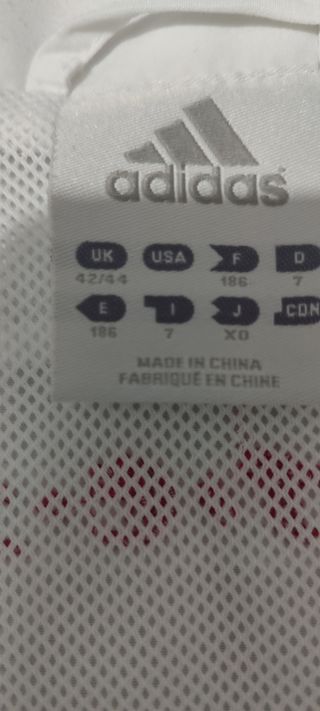 adidas
UK USA F D
42/44 186 7
E I J CDN
186 7 XO
MADE IN CHINA
FABRIQUÉ EN CHINE